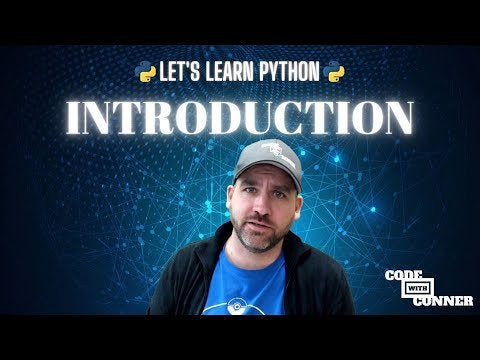 LET'S LEARN PYTHON
INTRODUCTION
CODE
WITH
CONNER